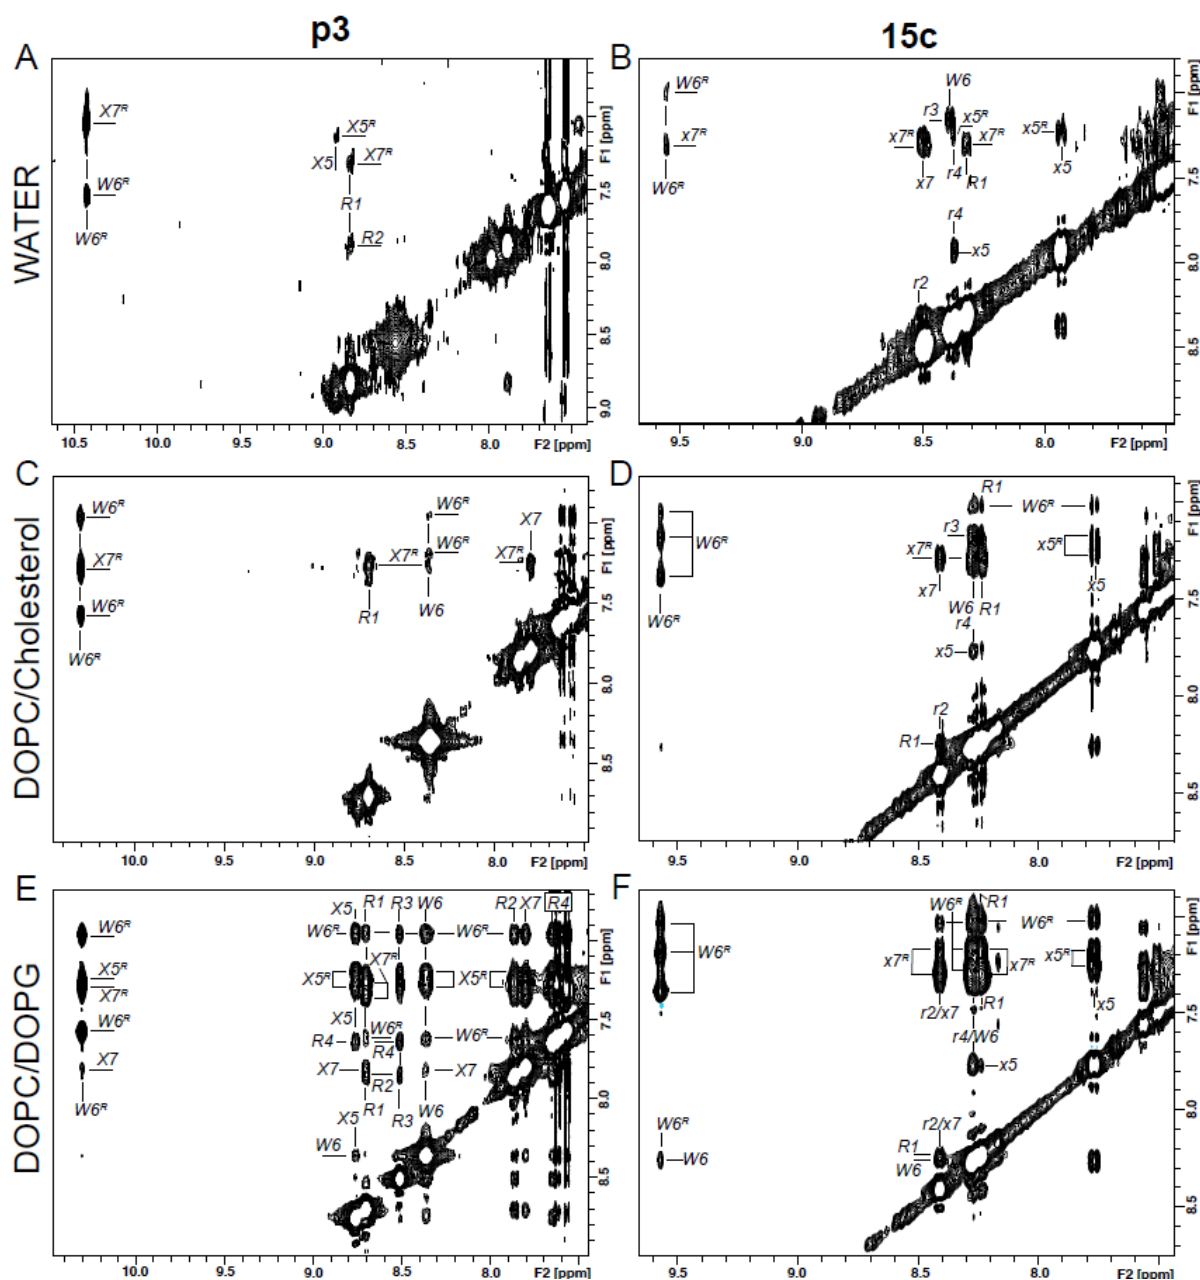 p3
15c
WATER
A
X7ᴿ
W6ᴿ
W6ᴿ
X5ᴿ
X5
X7ᴿ
R1
R2
7.5
8.0
8.5
9.0
F1 [ppm]
10.5
10.0
9.5
9.0
8.5
8.0
F2 [ppm]
B
W6ᴿ
x7ᴿ
W6ᴿ
W6
r3
x5ᴿ
x7ᴿ
x7ᴿ
x7
r4
R1
x5ᴿ
x5
r4
x5
r2
7.5
8.0
8.5
F1 [ppm]
9.5
9.0
8.5
8.0
F2 [ppm]
DOPC/Cholesterol
C
W6ᴿ
X7ᴿ
W6ᴿ
W6ᴿ
W6ᴿ
W6ᴿ
X7ᴿ
R1
W6
X7
X7ᴿ
7.5
8.0
8.5
F1 [ppm]
10.0
9.5
9.0
8.5
8.0
F2 [ppm]
D
W6ᴿ
W6ᴿ
R1
W6ᴿ
r3
x7ᴿ
x5ᴿ
x7
W6
R1
x5
r4
x5
r2
R1
7.5
8.0
8.5
F1 [ppm]
9.5
9.0
8.5
8.0
F2 [ppm]
DOPC/DOPG
E
W6ᴿ
X5ᴿ
X7ᴿ
W6ᴿ
X7
W6ᴿ
X5
R1
R3
W6
R2
X7
R4
W6ᴿ
W6ᴿ
X7ᴿ
X5ᴿ
X5ᴿ
X5
W6ᴿ
W6ᴿ
R4
R4
X7
X7
R2
X5
R1
R3
W6
W6
7.5
8.0
8.5
F1 [ppm]
10.0
9.5
9.0
8.5
8.0
F2 [ppm]
F
W6ᴿ
W6ᴿ
W6
W6ᴿ
R1
W6ᴿ
x7ᴿ
x7ᴿ
x5ᴿ
r2/x7
R1
x5
r4/W6
x5
r2/x7
R1
W6
7.5
8.0
8.5
F1 [ppm]
9.5
9.0
8.5
8.0
F2 [ppm]